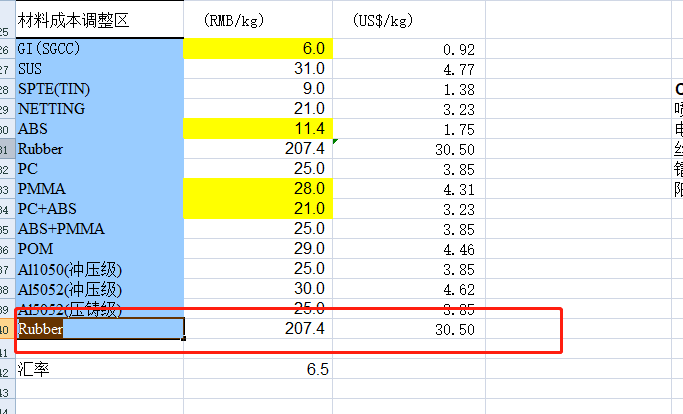 25 材料成本调整区 (RMB/kg) (US$/kg)
26 GI(SGCC) 6.0 0.92
27 SUS 31.0 4.77
28 SPTE(TIN) 9.0 1.38
29 NETTING 21.0 3.23
30 ABS 11.4 1.75
31 Rubber 207.4 30.50
32 PC 25.0 3.85
33 PMMA 28.0 4.31
34 PC+ABS 21.0 3.23
35 ABS+PMMA 25.0 3.85
36 POM 29.0 4.46
37 Al1050(冲压级) 25.0 3.85
38 Al5052(冲压级) 30.0 4.62
39 Al5052(压铸级) 25.0 3.85
40 Rubber 207.4 30.50
41
42 汇率 6.5
43
44